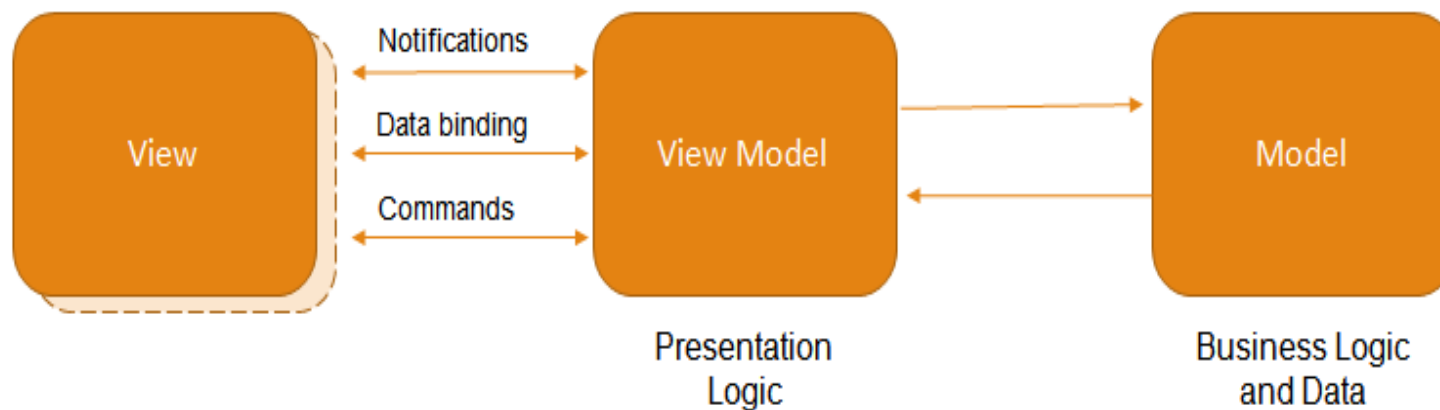 Notifications
Data binding
Commands
View
View Model
Model
Presentation
Logic
Business Logic
and Data